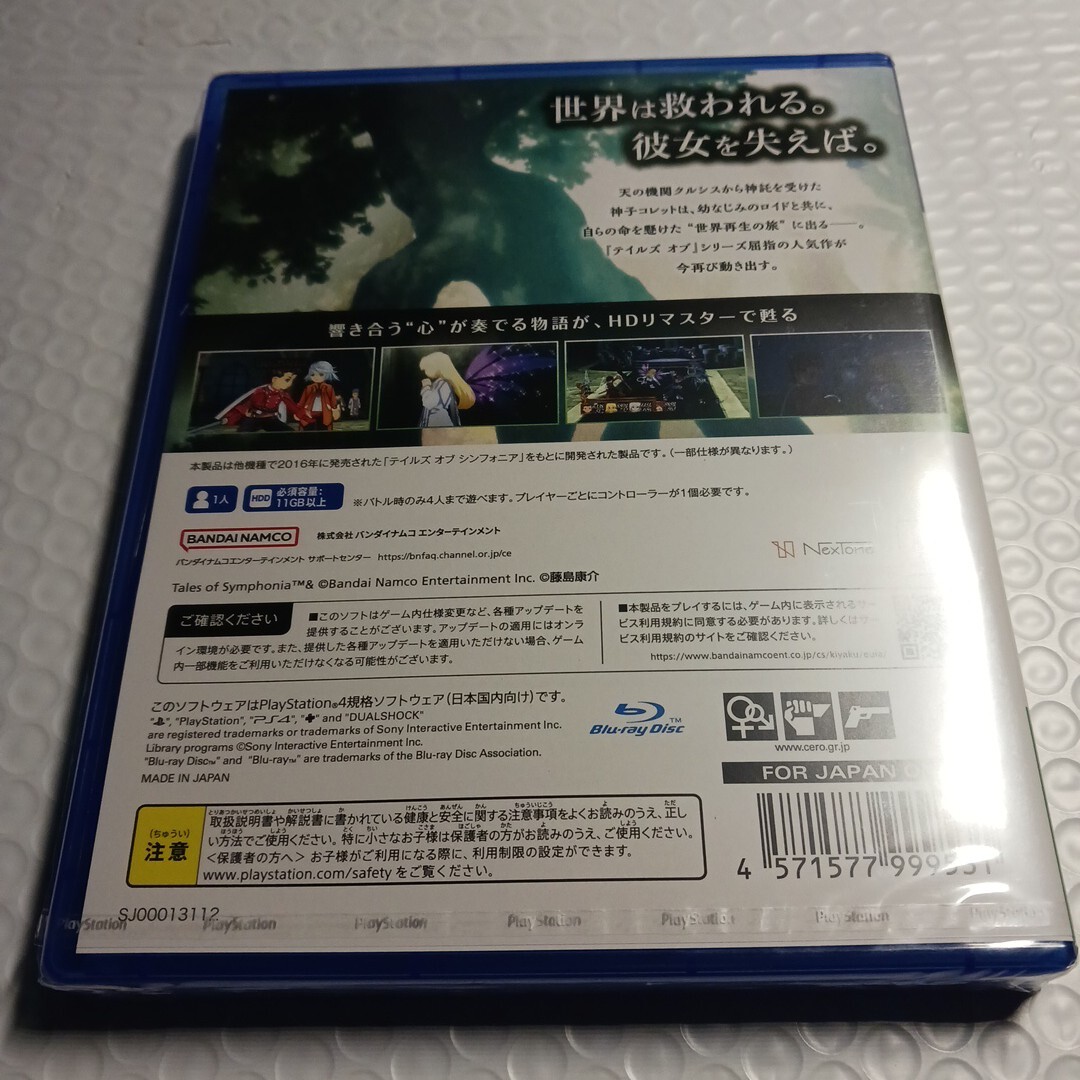 世界は救われる。
彼女を失えば。
天の機関クルシスから神託を受けた
神子コレットは、幼なじみのロイドと共に。
自らの命を懸けた “世界再生の旅” に出る――。
『テイルズ オブ』シリーズ屈指の人気作が
今再び動き出す。
響き合う“心”が奏でる物語が、HDリマスターで甦る
本製品は他機種で2016年に発売された「テイルズ オブ シンフォニア」をもとに開発された製品です。(一部仕様が異なります。)
1人
HDD 必須容量:
11GB以上
※バトル時のみ4人まで遊べます。プレイヤーごとにコントローラーが1個必要です。
BANDAI NAMCO 株式会社 バンダイナムコ エンターテインメント
バンダイナムコエンターテインメント サポートセンター https://bnfaq.channel.or.jp/ce
NexTone
Tales of Symphonia™& ©Bandai Namco Entertainment Inc. ©藤島康介
ご確認ください
■このソフトはゲーム内仕様変更など、各種アップデートを
提供することがございます。アップデートの適用にはオンラ
イン環境が必要です。また、提供した各種アップデートを適用いただけない場合、ゲーム
内一部機能をご利用いただけなくなる可能性がございます。
■本製品をプレイするには、ゲーム内に表示されるサー
ビス利用規約に同意する必要があります。詳しくはサー
ビス利用規約のサイトをご確認ください。
https://www.bandainamcoent.co.jp/cs/kiyaku/
このソフトウェアはPlayStation®4規格ソフトウェア(日本国内向け)です。
"PlayStation", "PS4", and "DUALSHOCK"
are registered trademarks or trademarks of Sony Interactive Entertainment Inc.
Library programs ©Sony Interactive Entertainment Inc.
"Blu-ray Disc™" and "Blu-ray™" are trademarks of the Blu-ray Disc Association.
MADE IN JAPAN
Blu-ray Disc™
www.cero.gr.jp
FOR JAPAN O
(ちゅうい)
注意
取扱説明書や解説書に書かれている健康と安全に関する注意事項をよくお読みのうえ、正し
い方法でご使用ください。特に小さなお子様は保護者の方がお読みのうえ、ご使用ください。
<保護者の方へ> お子様がご利用になる際に、利用制限の設定ができます。
www.playstation.com/safety をご覧ください。
4 571577 999531
SJ00013112
PlayStation PlayStation PlayStation PlayStation PlayStation PlayStation